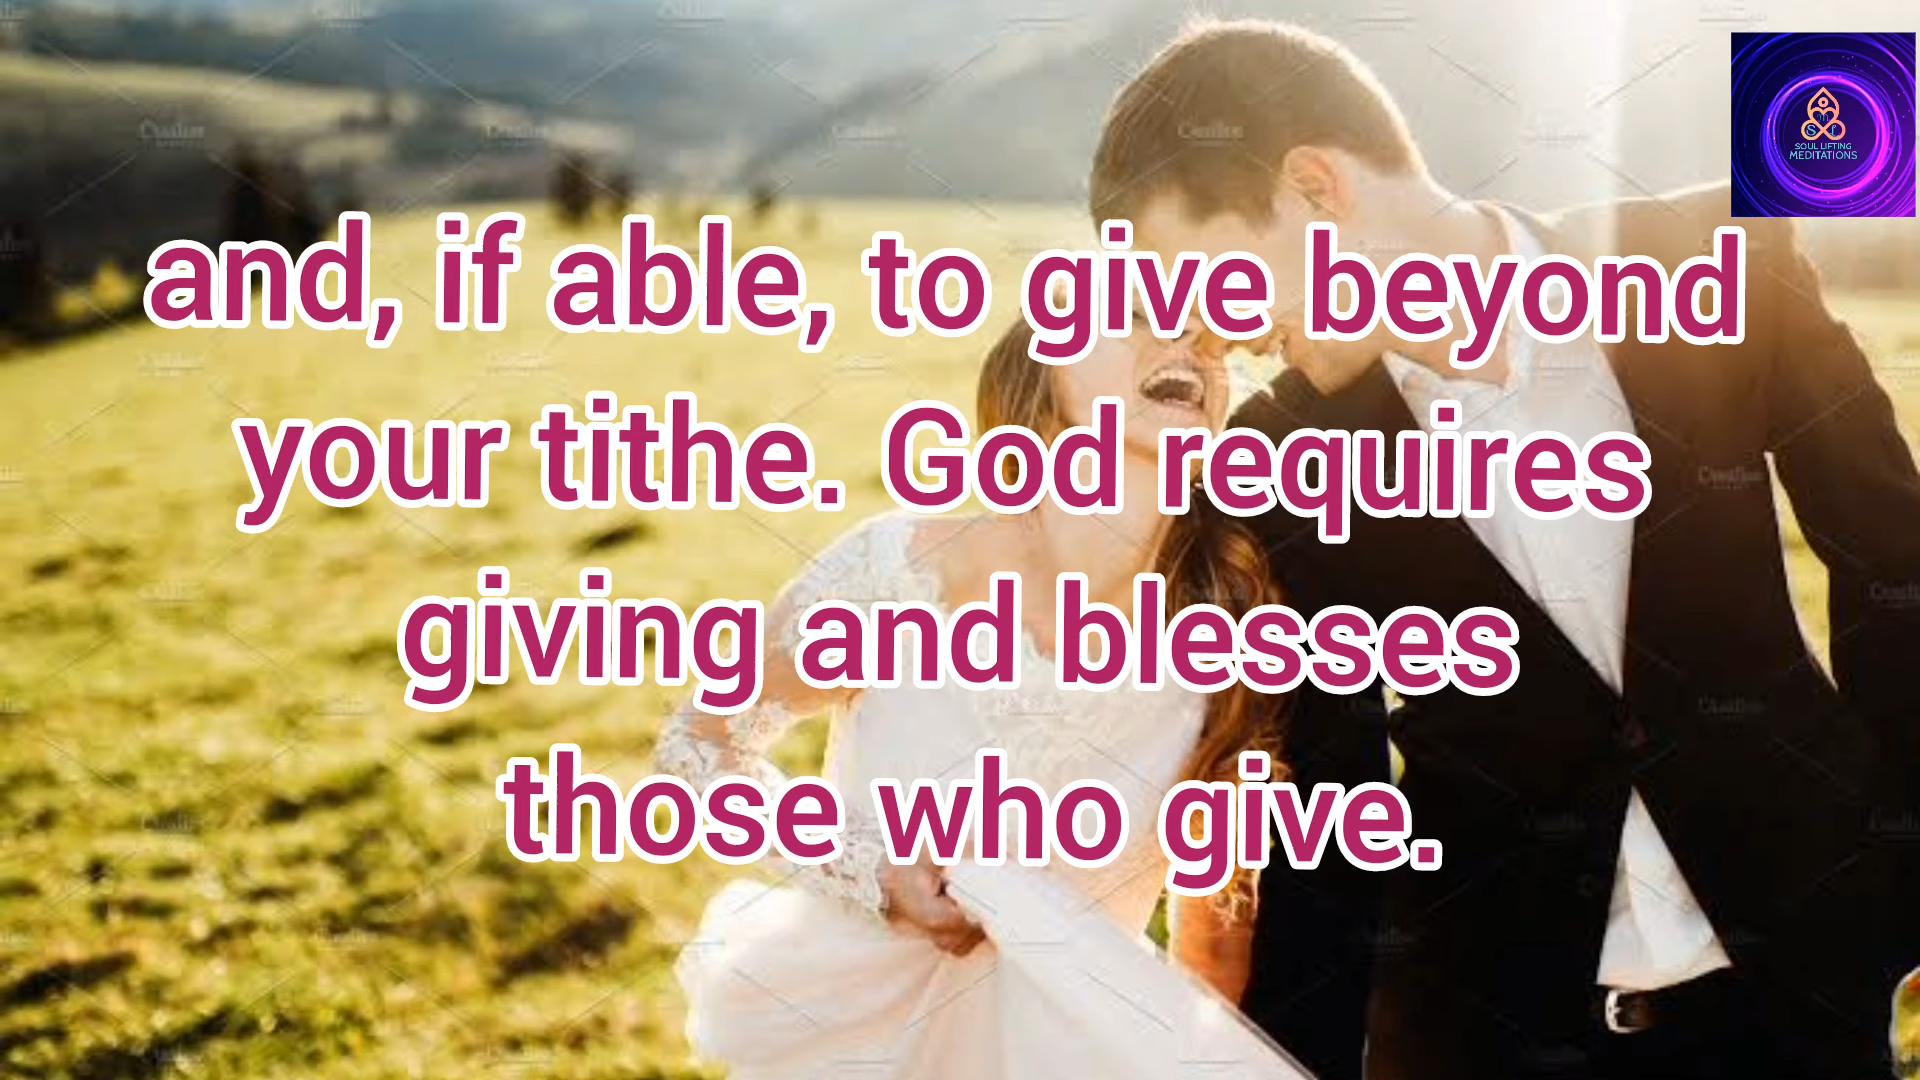 SOUL LIFTING
MEDITATIONS
and, if able, to give beyond
your tithe. God requires
giving and blesses
those who give.